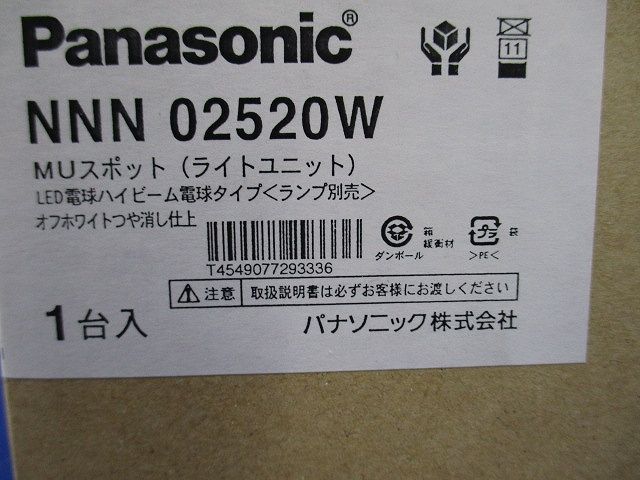 Panasonic®
11
NNN 02520W
MUスポット(ライトユニット)
LED電球ハイビーム電球タイプ<ランプ別売>
オフホワイトつや消し仕上
箱
緩衝材
ダンボール
プラ
袋
>PE<
T4549077293336
注意 取扱説明書は必ずお客様にお渡しください
1台入
パナソニック株式会社